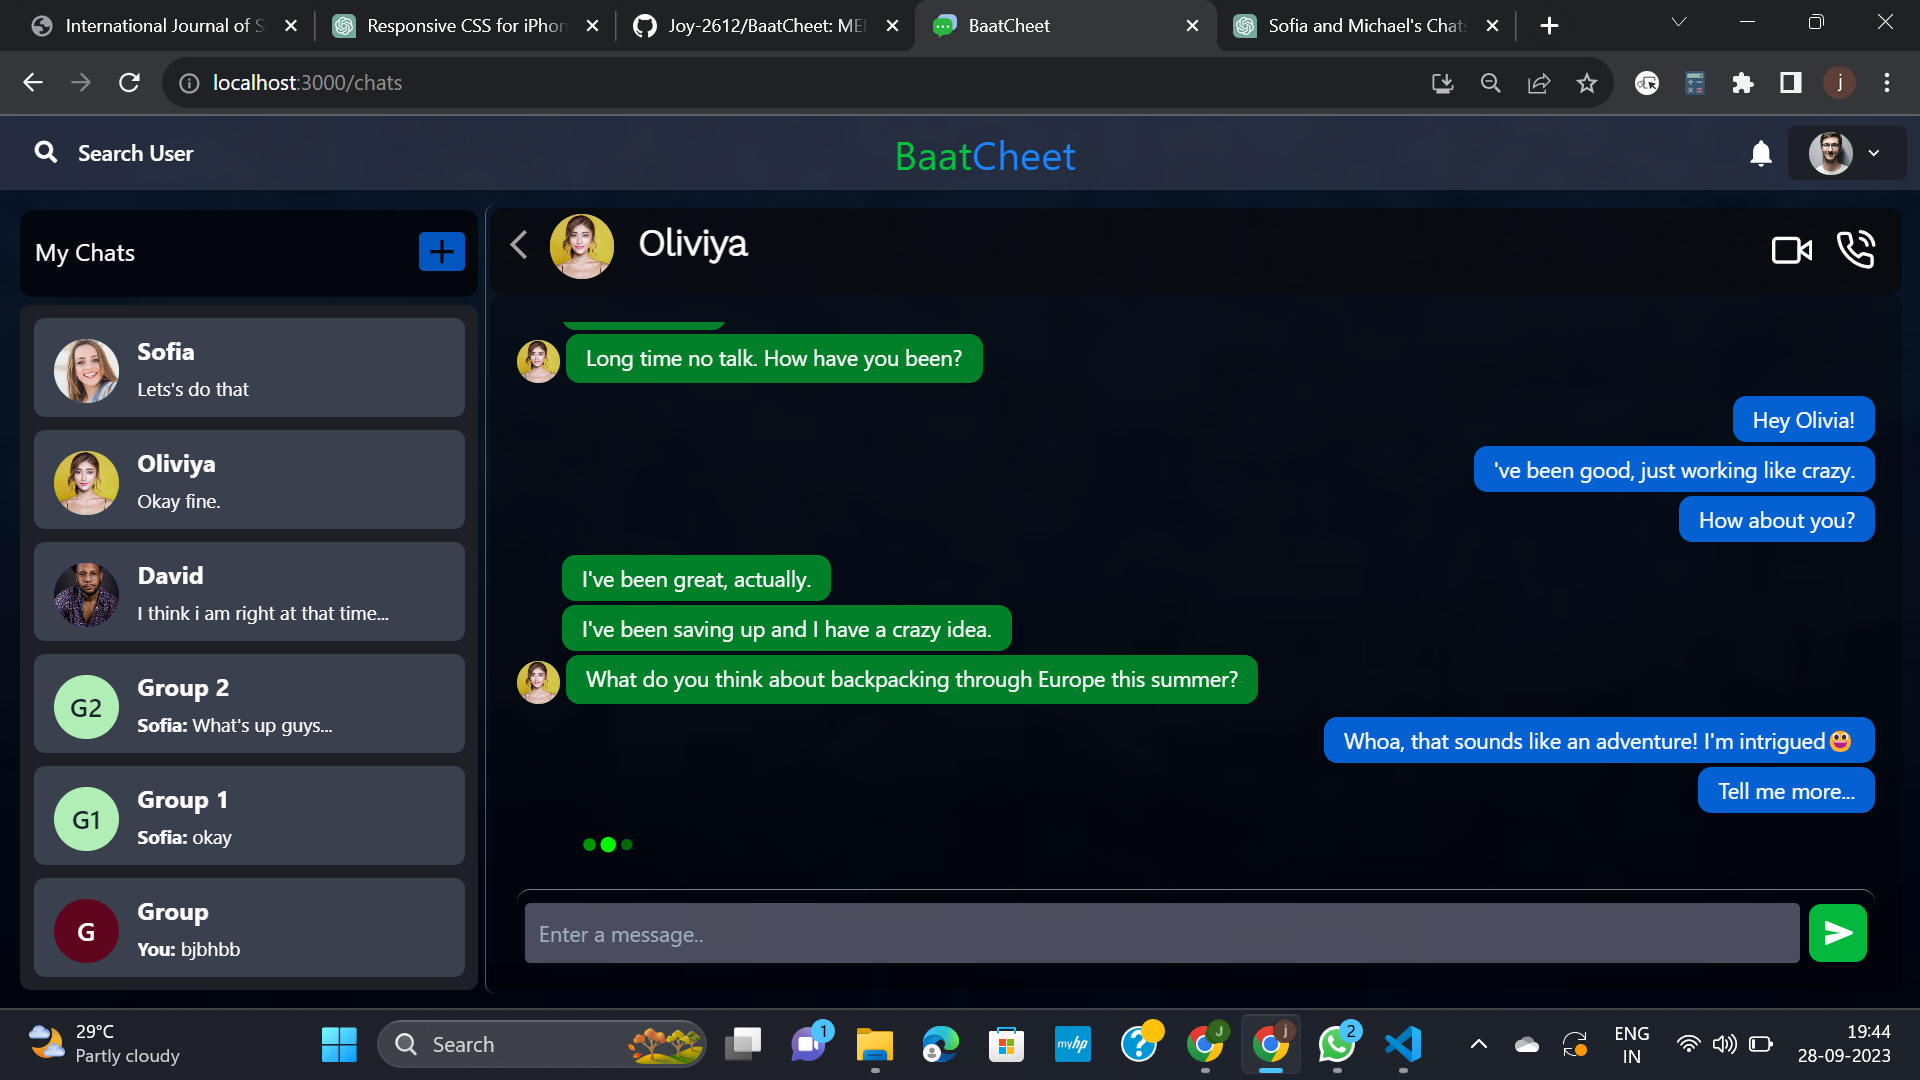 International Journal of S
Responsive CSS for iPhon
Joy-2612/BaatCheet: ME
BaatCheet
Sofia and Michael's Chats
localhost:3000/chats
j
Search User
BaatCheet
My Chats
Oliviya
Sofia
Lets's do that
Oliviya
Okay fine.
David
I think i am right at that time...
G2
Group 2
Sofia: What's up guys...
G1
Group 1
Sofia: okay
G
Group
You: bjbhbb
Long time no talk. How have you been?
Hey Olivia!
've been good, just working like crazy.
How about you?
I've been great, actually.
I've been saving up and I have a crazy idea.
What do you think about backpacking through Europe this summer?
Whoa, that sounds like an adventure! I'm intrigued😃
Tell me more...
Enter a message..
29°C
Partly cloudy
Search
1
myhp
?
J
j
2
ENG
IN
19:44
28-09-2023